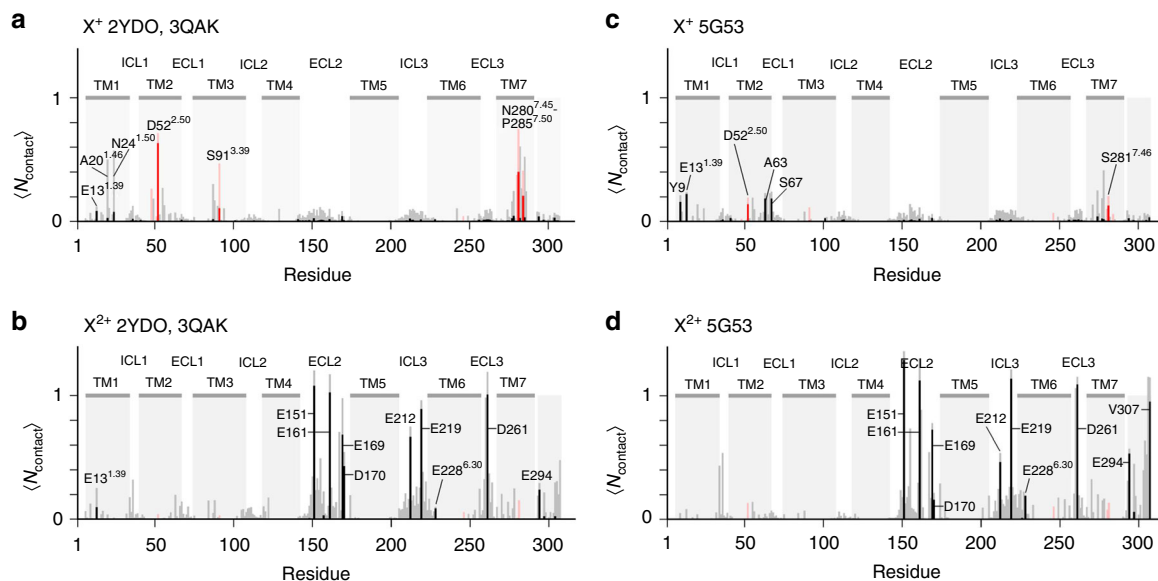 a
X⁺ 2YDO, 3QAK
ICL1 ECL1 ICL2 ECL2 ICL3 ECL3
TM1 TM2 TM3 TM4 TM5 TM6 TM7
1
0
⟨N_contact⟩
A20^1.46
N24^1.50
E13^1.39
D52^2.50
S91^3.39
N280^7.45-
P285^7.50
1 50 100 150 200 250 300
Residue
c
X⁺ 5G53
ICL1 ECL1 ICL2 ECL2 ICL3 ECL3
TM1 TM2 TM3 TM4 TM5 TM6 TM7
1
0
⟨N_contact⟩
Y9
E13^1.39
D52^2.50
A63
S67
S281^7.46
1 50 100 150 200 250 300
Residue
b
X²⁺ 2YDO, 3QAK
ICL1 ECL1 ICL2 ECL2 ICL3 ECL3
TM1 TM2 TM3 TM4 TM5 TM6 TM7
1
0
⟨N_contact⟩
E13^1.39
E151
E161
E169
D170
E212
E219
E228^6.30
D261
E294
1 50 100 150 200 250 300
Residue
d
X²⁺ 5G53
ICL1 ECL1 ICL2 ECL2 ICL3 ECL3
TM1 TM2 TM3 TM4 TM5 TM6 TM7
1
0
⟨N_contact⟩
E151
E161
E169
D170
E212
E219
E228^6.30
D261
E294
V307
1 50 100 150 200 250 300
Residue